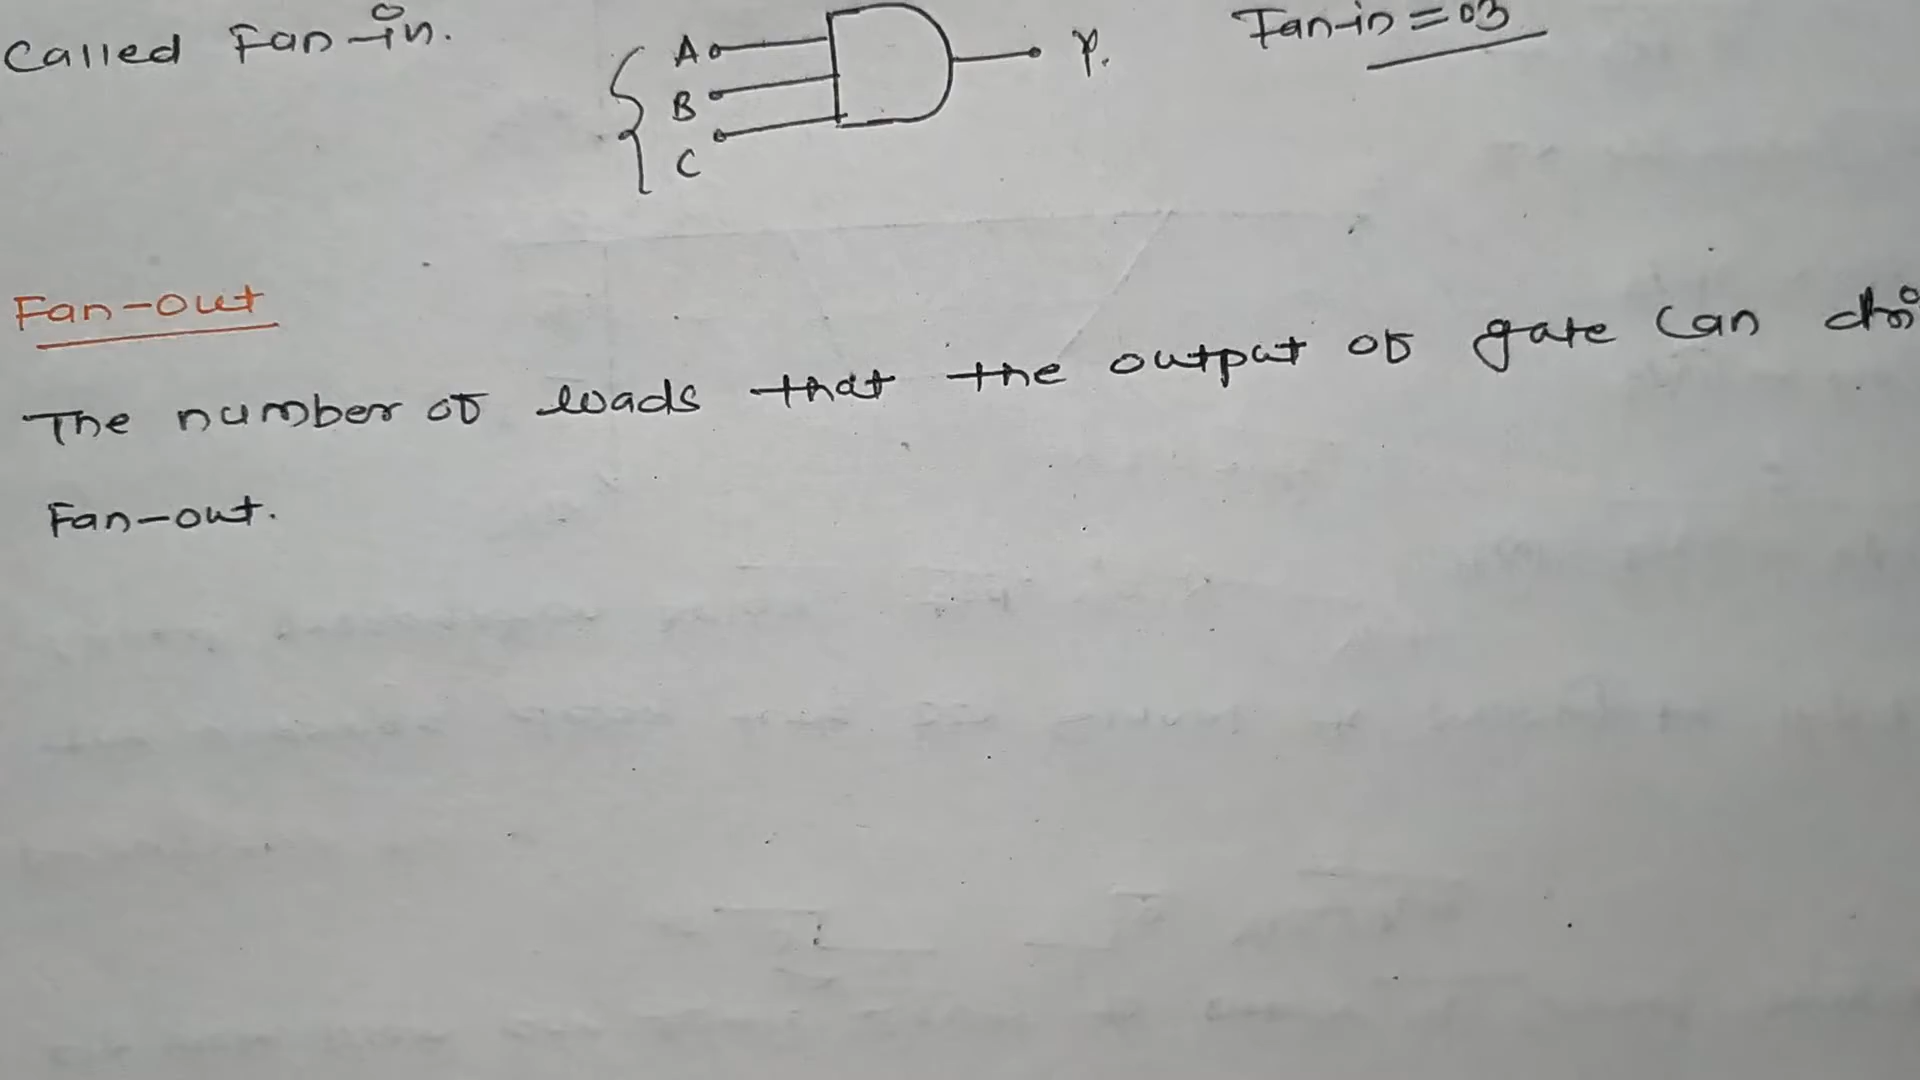 Called Fan-in.
Fan-in = 03
A
B
C
Y.
Fan-out
The number of loads that the output of gate can dri
Fan-out.